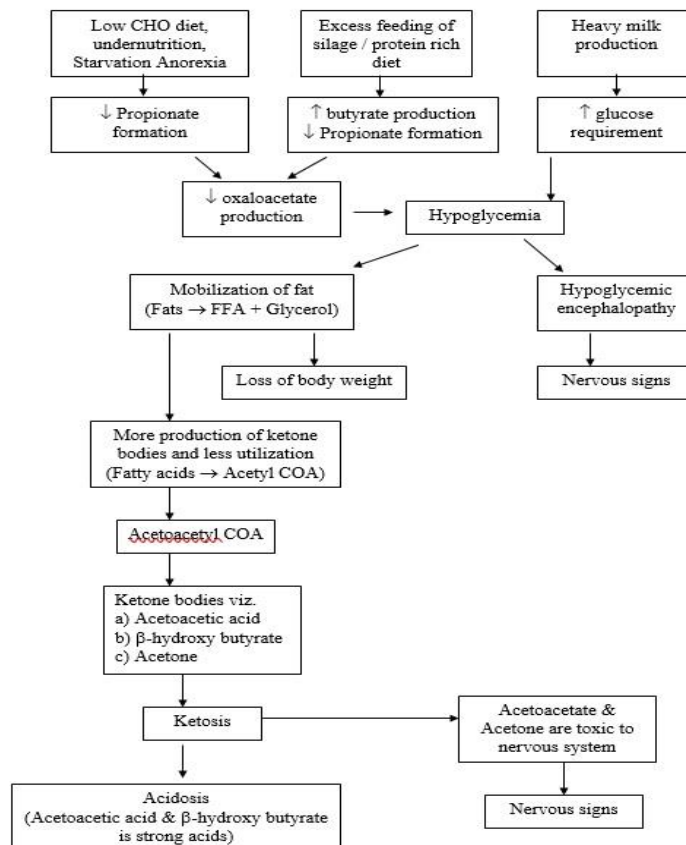 Low CHO diet,
undernutrition,
Starvation Anorexia
Excess feeding of
silage / protein rich
diet
Heavy milk
production
↓ Propionate
formation
↑ butyrate production
↓ Propionate formation
↑ glucose
requirement
↓ oxaloacetate
production
Hypoglycemia
Mobilization of fat
(Fats → FFA + Glycerol)
Hypoglycemic
encephalopathy
Loss of body weight
Nervous signs
More production of ketone
bodies and less utilization
(Fatty acids → Acetyl COA)
Acetoacetyl COA
Ketone bodies viz.
a) Acetoacetic acid
b) β-hydroxy butyrate
c) Acetone
Ketosis
Acetoacetate &
Acetone are toxic to
nervous system
Acidosis
(Acetoacetic acid & β-hydroxy butyrate
is strong acids)
Nervous signs